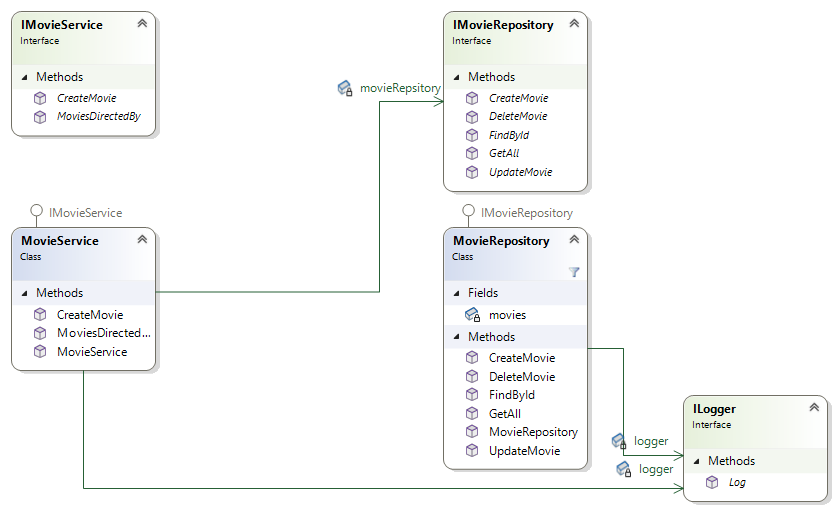 IMovieService
Interface
Methods
CreateMovie
MoviesDirectedBy
IMovieRepository
Interface
Methods
CreateMovie
DeleteMovie
FindById
GetAll
UpdateMovie
movieRepsitory
IMovieService
MovieService
Class
Methods
CreateMovie
MoviesDirected...
MovieService
IMovieRepository
MovieRepository
Class
Fields
movies
Methods
CreateMovie
DeleteMovie
FindById
GetAll
MovieRepository
UpdateMovie
logger
logger
ILogger
Interface
Methods
Log